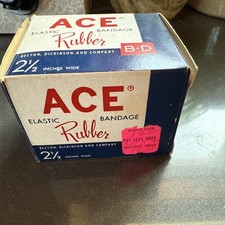 ACE®
ELASTIC BANDAGE
Rubber
B-D
BECTON, DICKINSON AND COMPANY
2½ INCHES WIDE
ACE®
ELASTIC BANDAGE
Rubber
BECTON, DICKINSON AND COMPANY
2½ INCHES WIDE